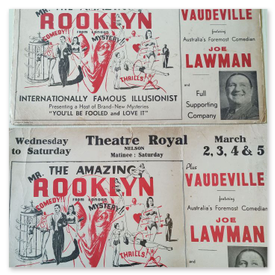 THE AMAZING
MR. ROOKLYN
COMEDY! from London MYSTERY!
THRILLS!
INTERNATIONALLY FAMOUS ILLUSIONIST
Presenting a Host of Brand-New Mysteries
"YOU'LL BE FOOLED and LOVE IT"
VAUDEVILLE
featuring
Australia's Foremost Comedian
JOE
LAWMAN
and
Full
Supporting
Company
Wednesday
to Saturday
Theatre Royal
NELSON
Matinee : Saturday
March
2, 3, 4 & 5
MR. THE AMAZING
ROOKLYN
COMEDY! from London MYSTERY!
THRILLS!
Plus
VAUDEVILLE
featuring
Australia's Foremost Comedian
JOE
LAWMAN